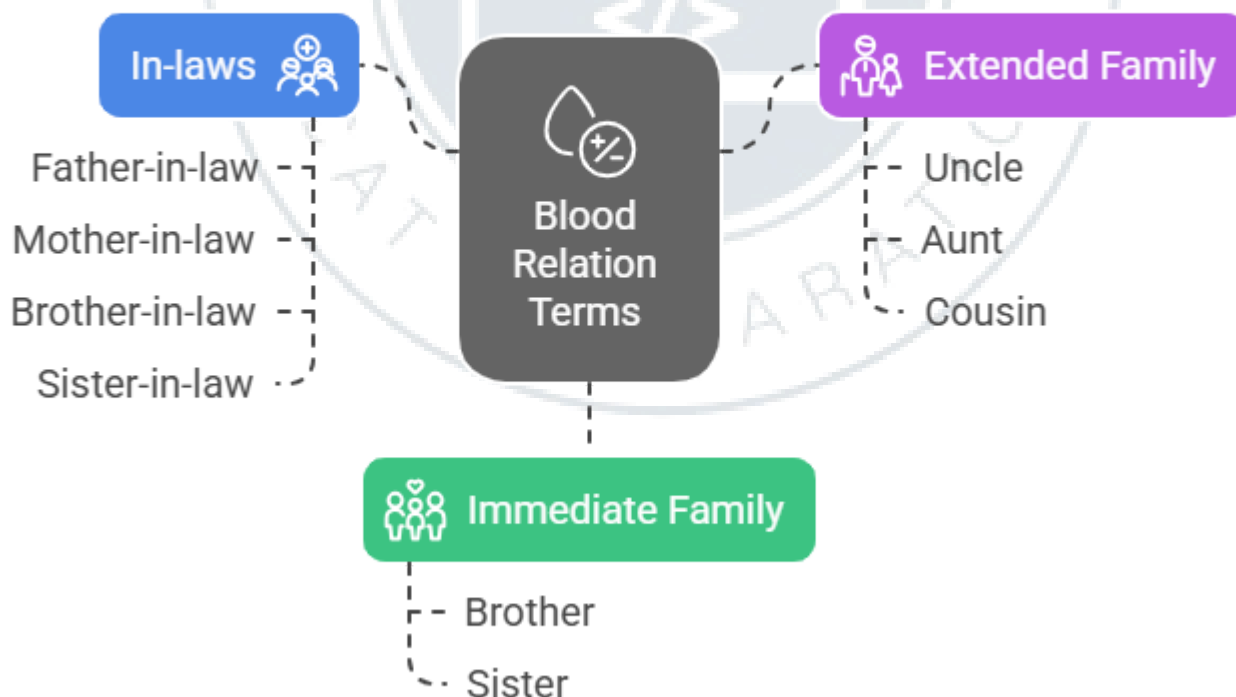 In-laws
Father-in-law
Mother-in-law
Brother-in-law
Sister-in-law
Blood
Relation
Terms
Extended Family
Uncle
Aunt
Cousin
Immediate Family
Brother
Sister